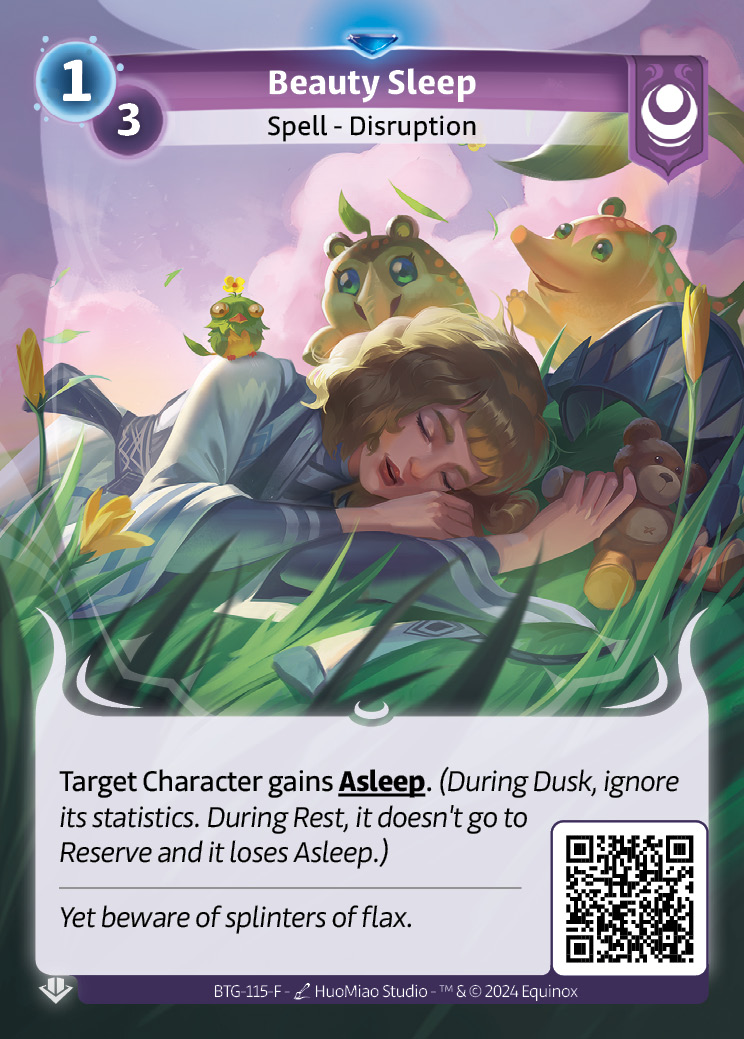 1
3
Beauty Sleep
Spell - Disruption
Target Character gains Asleep. (During Dusk, ignore
its statistics. During Rest, it doesn't go to
Reserve and it loses Asleep.)
Yet beware of splinters of flax.
BTG-115-F - HuoMiao Studio - ™ & © 2024 Equinox